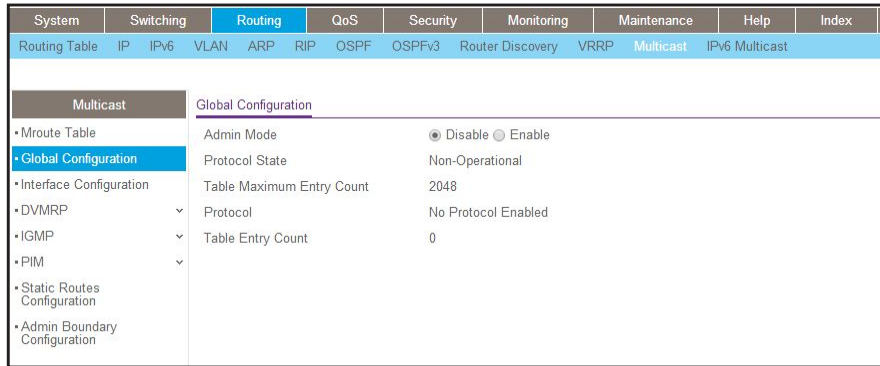 System Switching Routing QoS Security Monitoring Maintenance Help Index
Routing Table IP IPv6 VLAN ARP RIP OSPF OSPFv3 Router Discovery VRRP Multicast IPv6 Multicast
Multicast
Mroute Table
Global Configuration
Interface Configuration
DVMRP
IGMP
PIM
Static Routes
Configuration
Admin Boundary
Configuration
Global Configuration
Admin Mode Disable Enable
Protocol State Non-Operational
Table Maximum Entry Count 2048
Protocol No Protocol Enabled
Table Entry Count 0